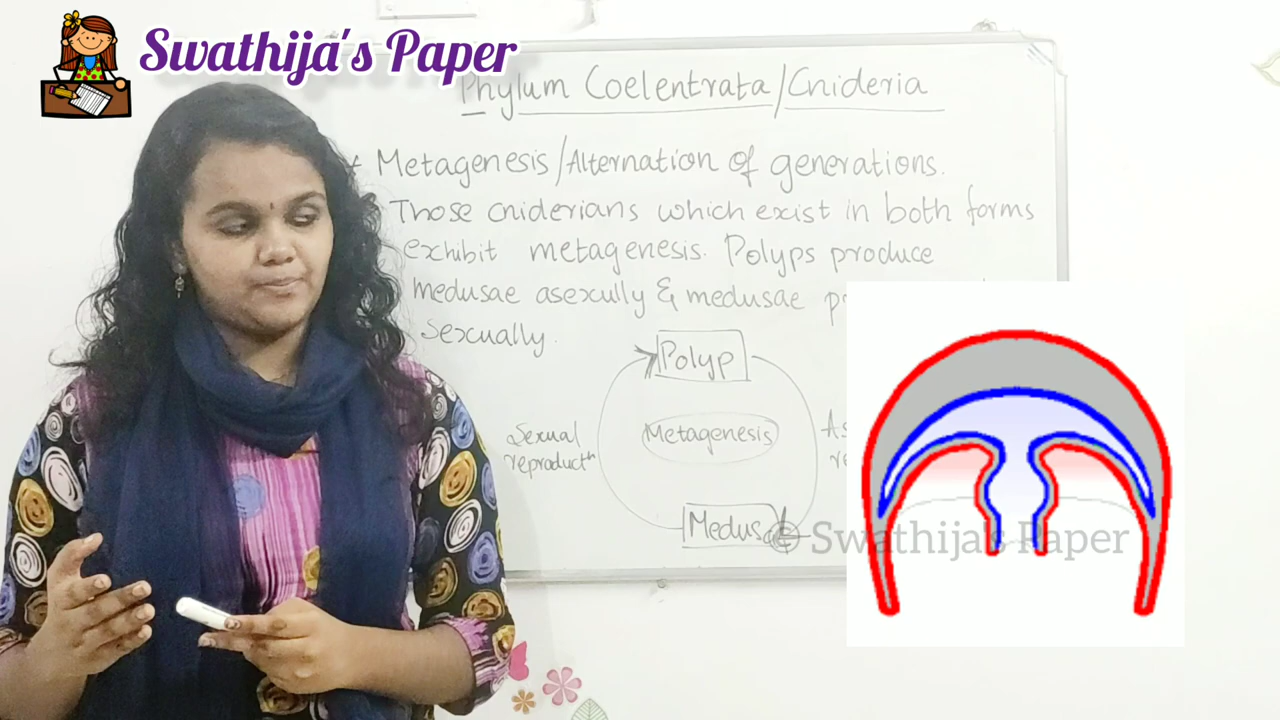 Swathija's Paper
Phylum Coelentrata/Cnideria
Metagenesis/Alternation of generations.
Those cniderians which exist in both forms
exhibit metagenesis. Polyps produce
medusae asexully & medusae
sexually.
Polyp
Metagenesis
Sexual
reproductn
Medusae
© Swathija's Paper